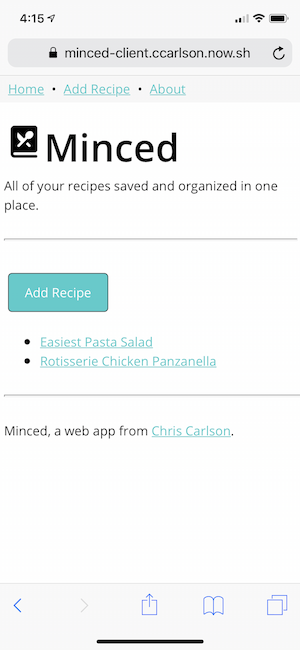 4:15
minced-client.ccarlson.now.sh
Home • Add Recipe • About
Minced
All of your recipes saved and organized in one
place.
Add Recipe
• Easiest Pasta Salad
• Rotisserie Chicken Panzanella
Minced, a web app from Chris Carlson.